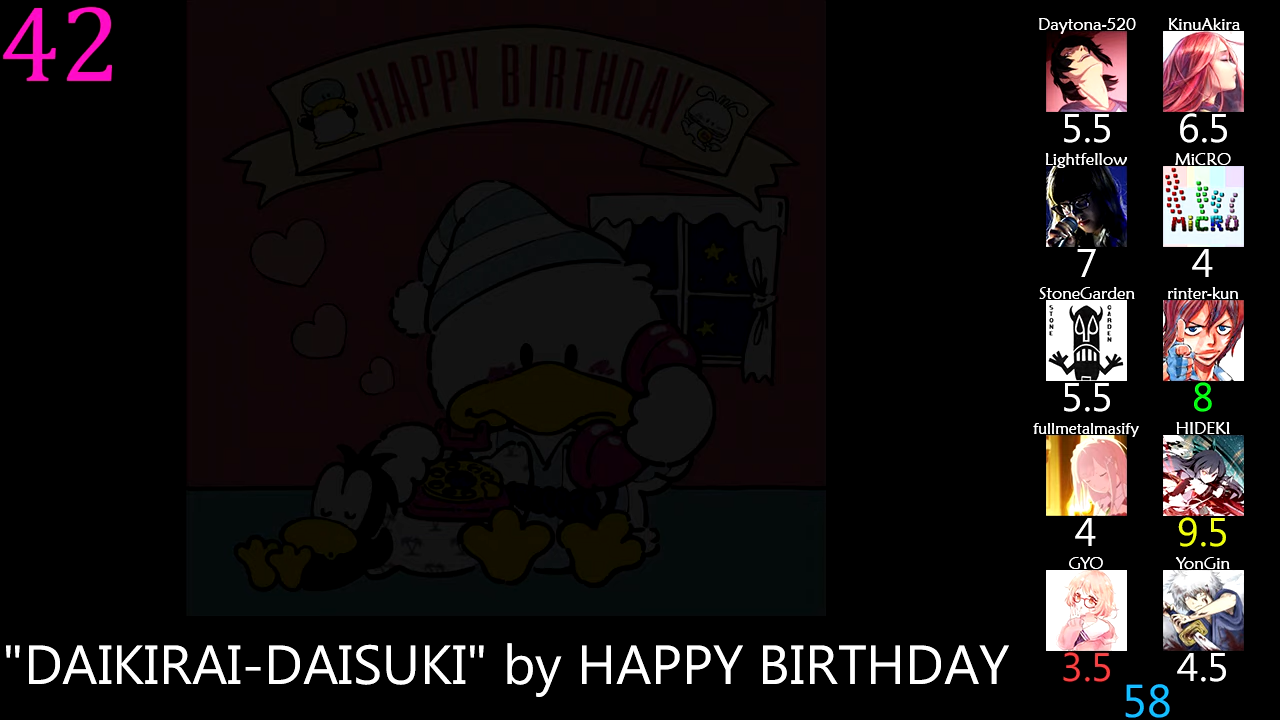 42
HAPPY BIRTHDAY
Daytona-520
5.5
KinuAkira
6.5
Lightfellow
7
MiCRO
MiCRO
4
StoneGarden
STONE
GARDEN
5.5
rinter-kun
8
fullmetalmasify
4
HIDEKI
9.5
GYO
3.5
YonGin
4.5
"DAIKIRAI-DAISUKI" by HAPPY BIRTHDAY
58